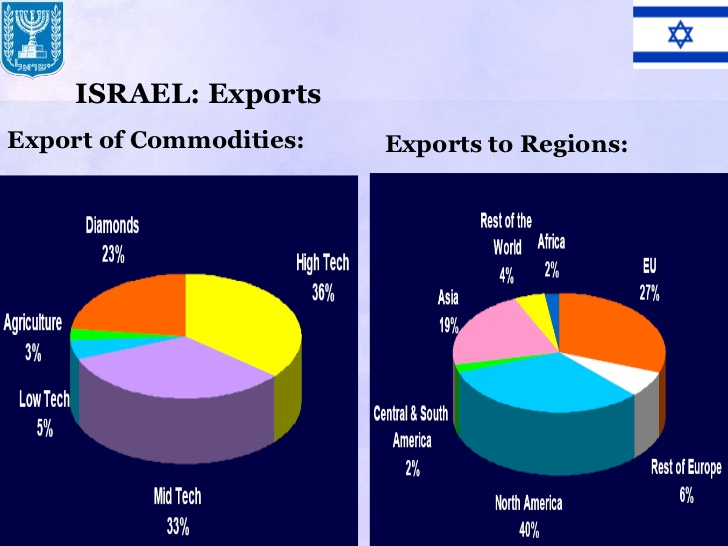 ISRAEL: Exports
Export of Commodities:
Diamonds
23%
High Tech
36%
Agriculture
3%
Low Tech
5%
Mid Tech
33%
Exports to Regions:
Rest of the
World
4%
Africa
2%
EU
27%
Asia
19%
Central & South
America
2%
Rest of Europe
6%
North America
40%